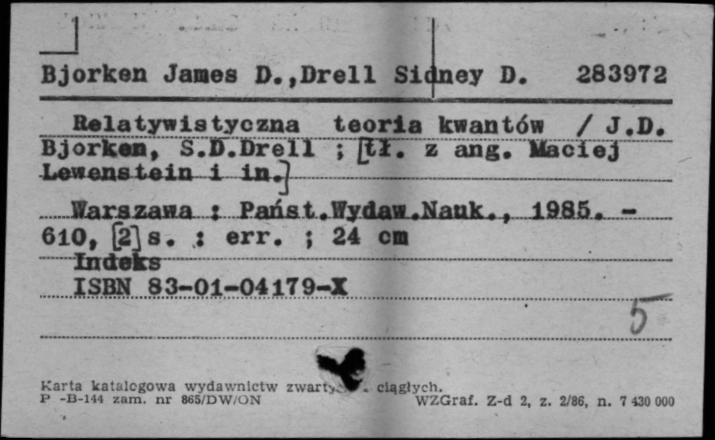 Bjorken James D.,Drell Sidney D. 283972
Relatywistyczna teoria kwantów / J.D.
Bjorken, S.D.Drell ; [tł. z ang. Maciej
Lewenstein i in.]
Warszawa : Państ.Wydaw.Nauk., 1985. -
610, [2] s. : err. ; 24 cm
Indeks
ISBN 83-01-04179-X
5
Karta katalogowa wydawnictw ciągłych.
P -B-144 zam. nr 865/DW/ON WZGraf. Z-d 2, z. 2/86, n. 7 430 000